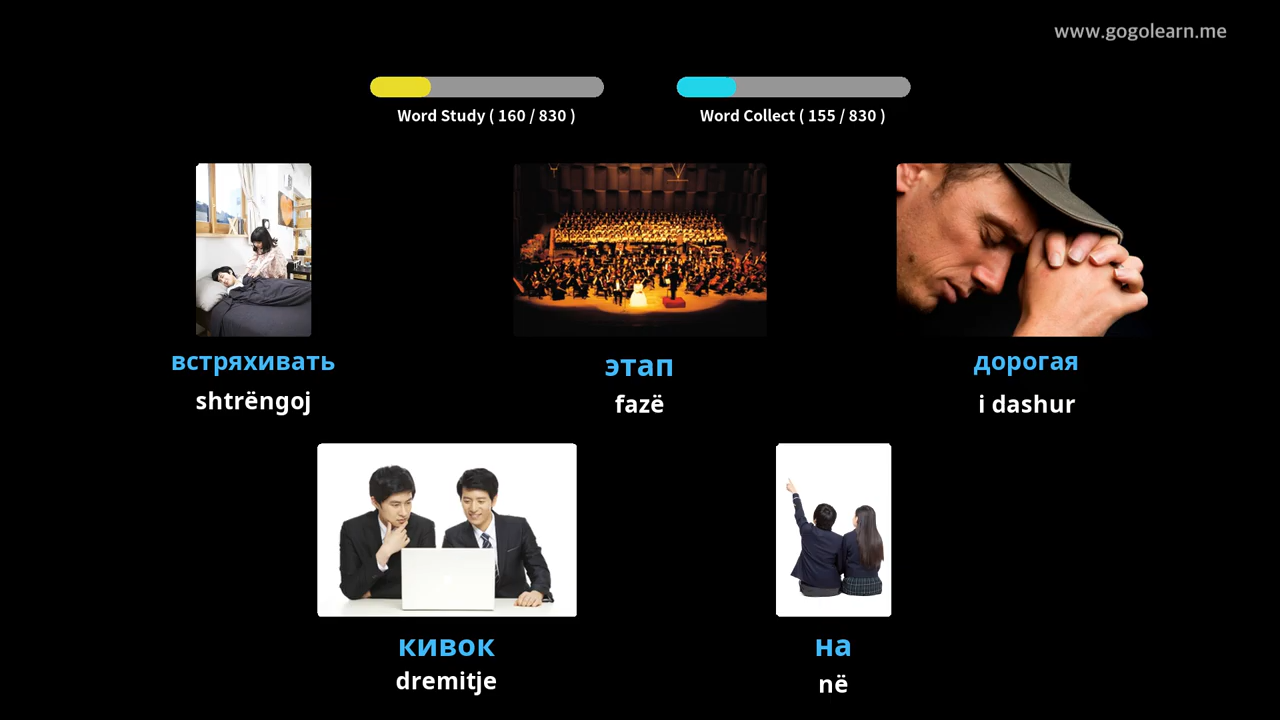 www.gogolearn.me
Word Study ( 160 / 830 )
Word Collect ( 155 / 830 )
встряхивать
shtrëngoj
этап
fazë
дорогая
i dashur
кивок
dremitje
на
në